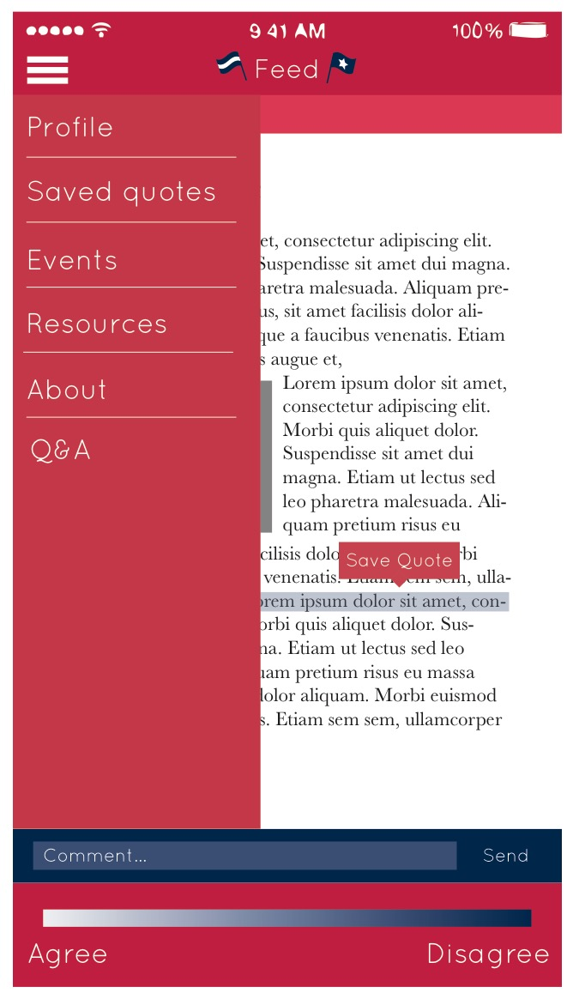 9 41 AM
100%
Feed
Profile
Saved quotes
Events
Resources
About
Q&A
et, consectetur adipiscing elit.
Suspendisse sit amet dui magna.
aretra malesuada. Aliquam pre-
us, sit amet facilisis dolor ali-
que a faucibus venenatis. Etiam
s augue et,
Lorem ipsum dolor sit amet,
consectetur adipiscing elit.
Morbi quis aliquet dolor.
Suspendisse sit amet dui
magna. Etiam ut lectus sed
leo pharetra malesuada. Ali-
quam pretium risus eu
cilisis dolo rbi
Save Quote
venenatis. Etiam sem sem, ulla-
orem ipsum dolor sit amet, con-
orbi quis aliquet dolor. Sus-
na. Etiam ut lectus sed leo
uam pretium risus eu massa
dolor aliquam. Morbi euismod
s. Etiam sem sem, ullamcorper
Comment...
Send
Agree
Disagree